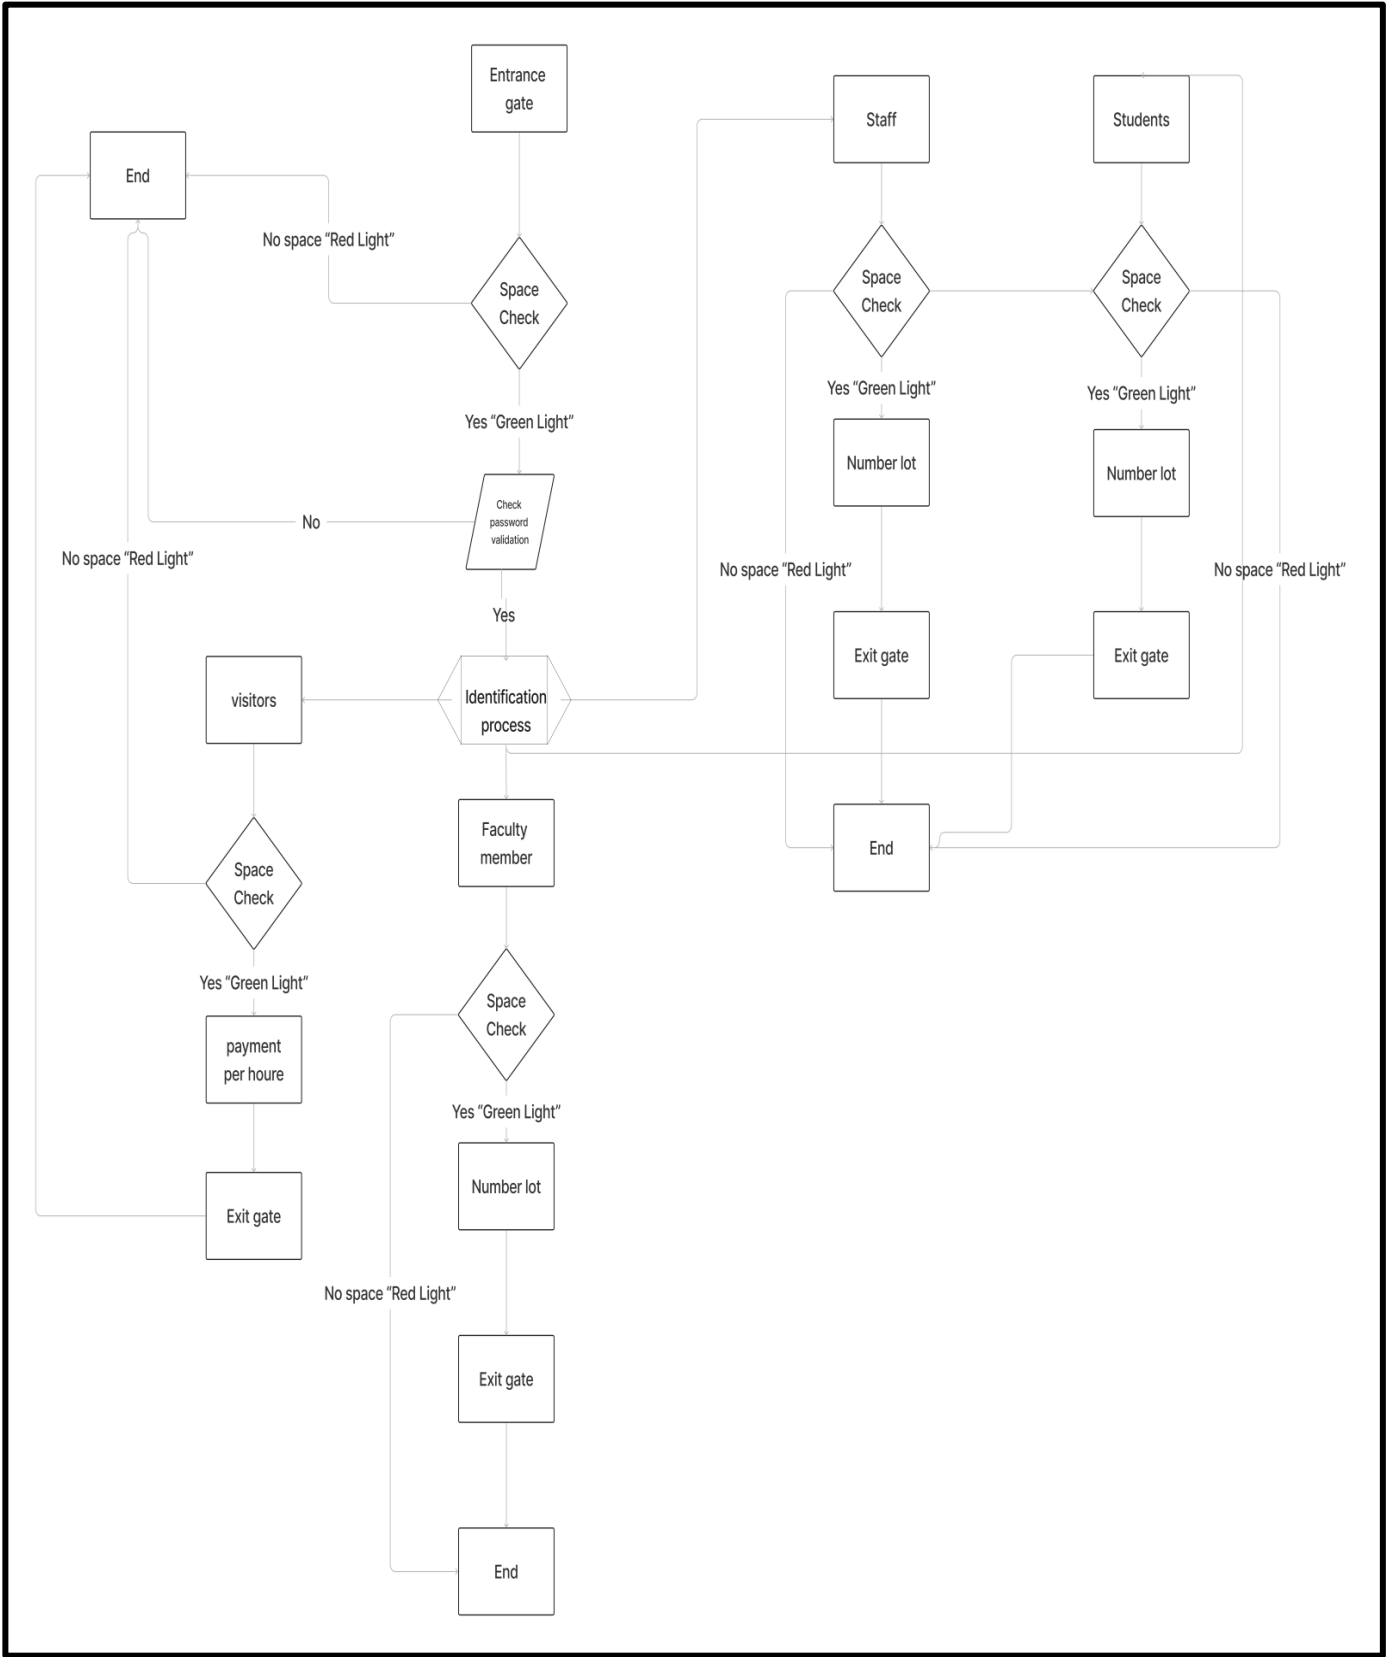 Entrance
gate
Staff
Students
End
No space “Red Light”
Space
Check
Space
Check
Space
Check
Yes “Green Light”
Yes “Green Light”
Yes “Green Light”
Number lot
Number lot
Check
password
validation
No
No space “Red Light”
No space “Red Light”
No space “Red Light”
Yes
Exit gate
Exit gate
visitors
Identification
process
Faculty
member
End
Space
Check
Yes “Green Light”
Space
Check
payment
per houre
Yes “Green Light”
Number lot
Exit gate
No space “Red Light”
Exit gate
End